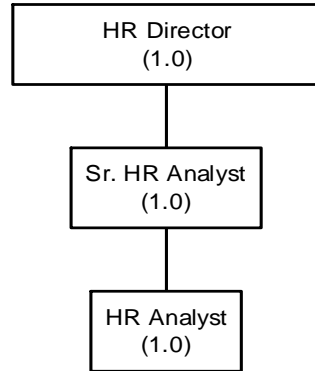 HR Director
(1.0)
Sr. HR Analyst
(1.0)
HR Analyst
(1.0)